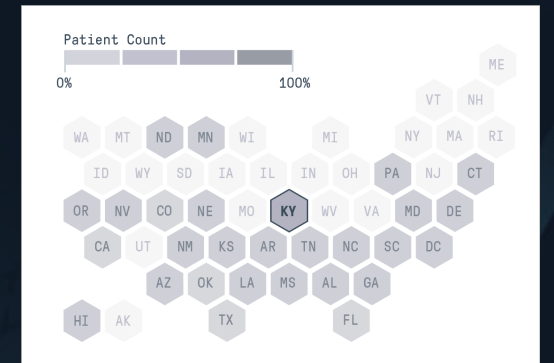 Patient Count
0% 100%
ME
VT NH
WA MT ND MN WI MI NY MA RI
ID WY SD IA IL IN OH PA NJ CT
OR NV CO NE MO KY WV VA MD DE
CA UT NM KS AR TN NC SC DC
AZ OK LA MS AL GA
HI AK TX FL